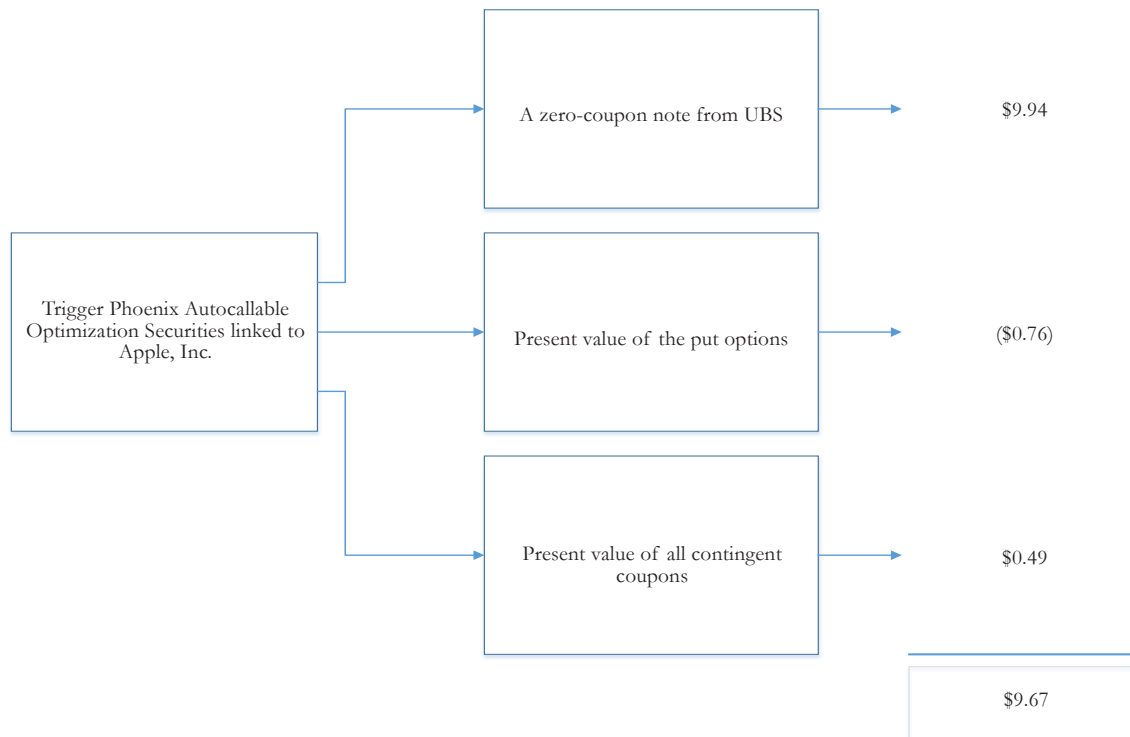 A zero-coupon note from UBS
$9.94
Trigger Phoenix Autocallable
Optimization Securities linked to
Apple, Inc.
Present value of the put options
($0.76)
Present value of all contingent
coupons
$0.49
$9.67